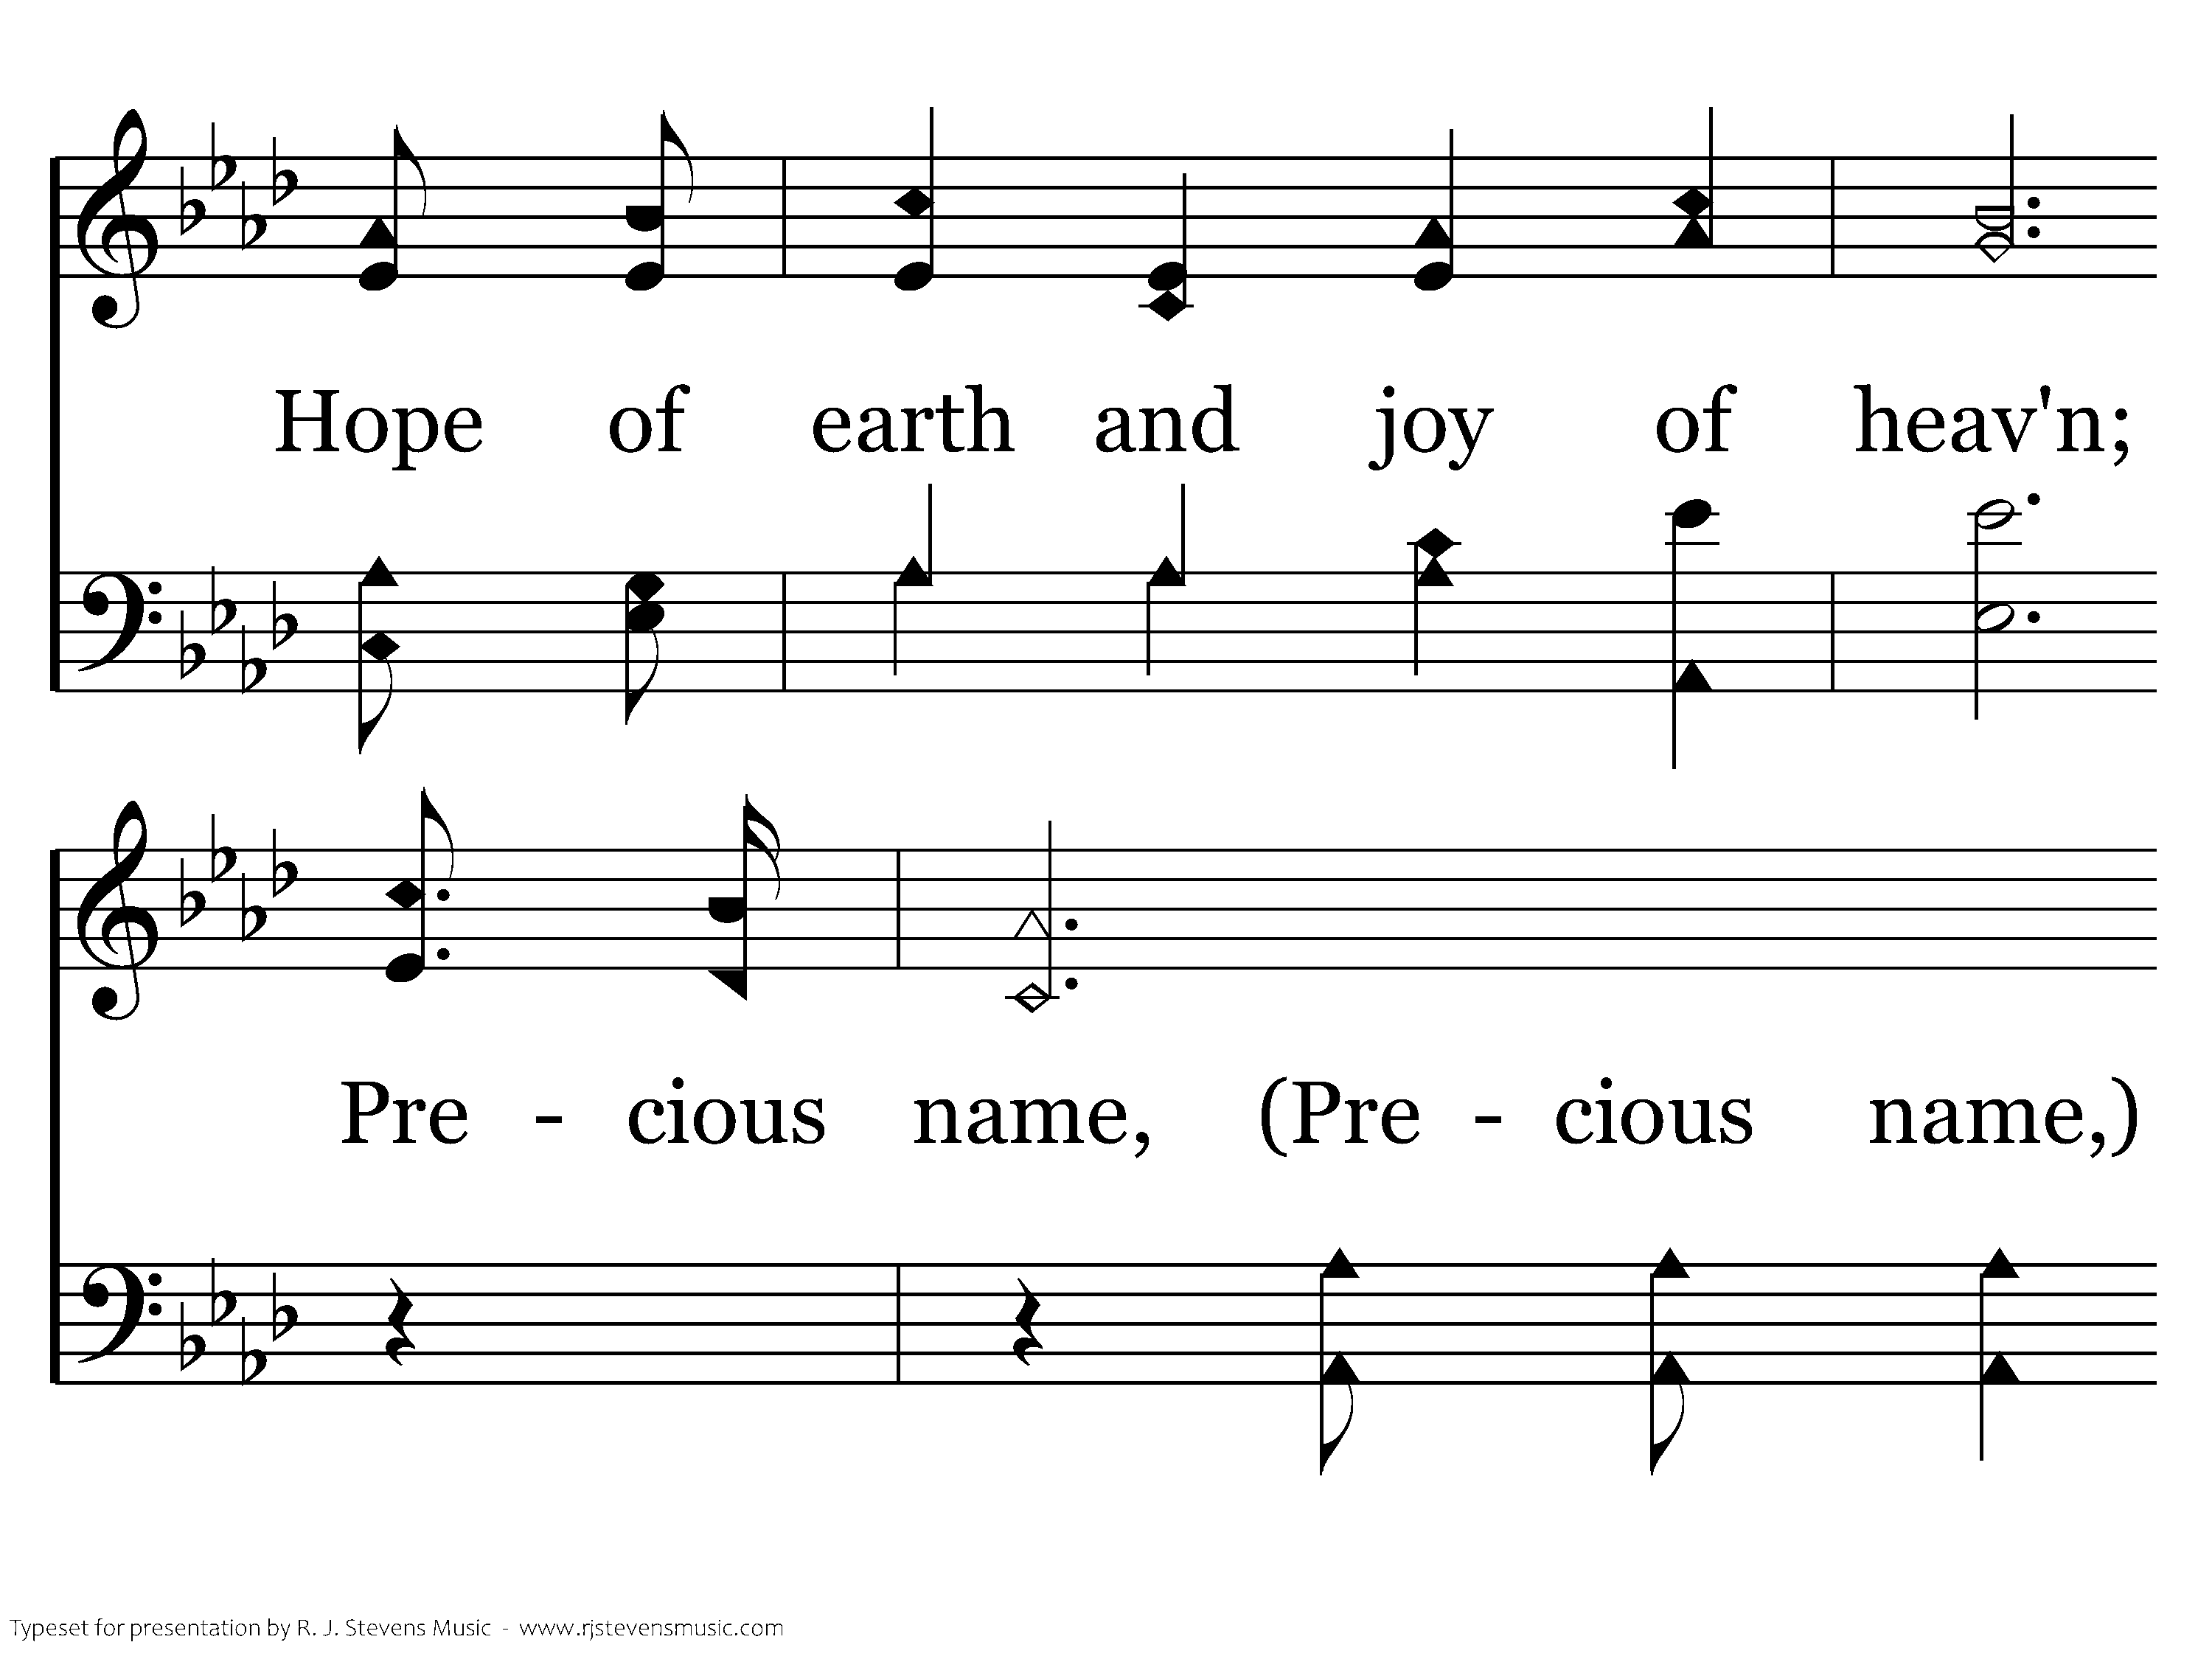 Hope of earth and joy of heav'n;
Pre - cious name, (Pre - cious name,)
Typeset for presentation by R. J. Stevens Music - www.rjstevensmusic.com